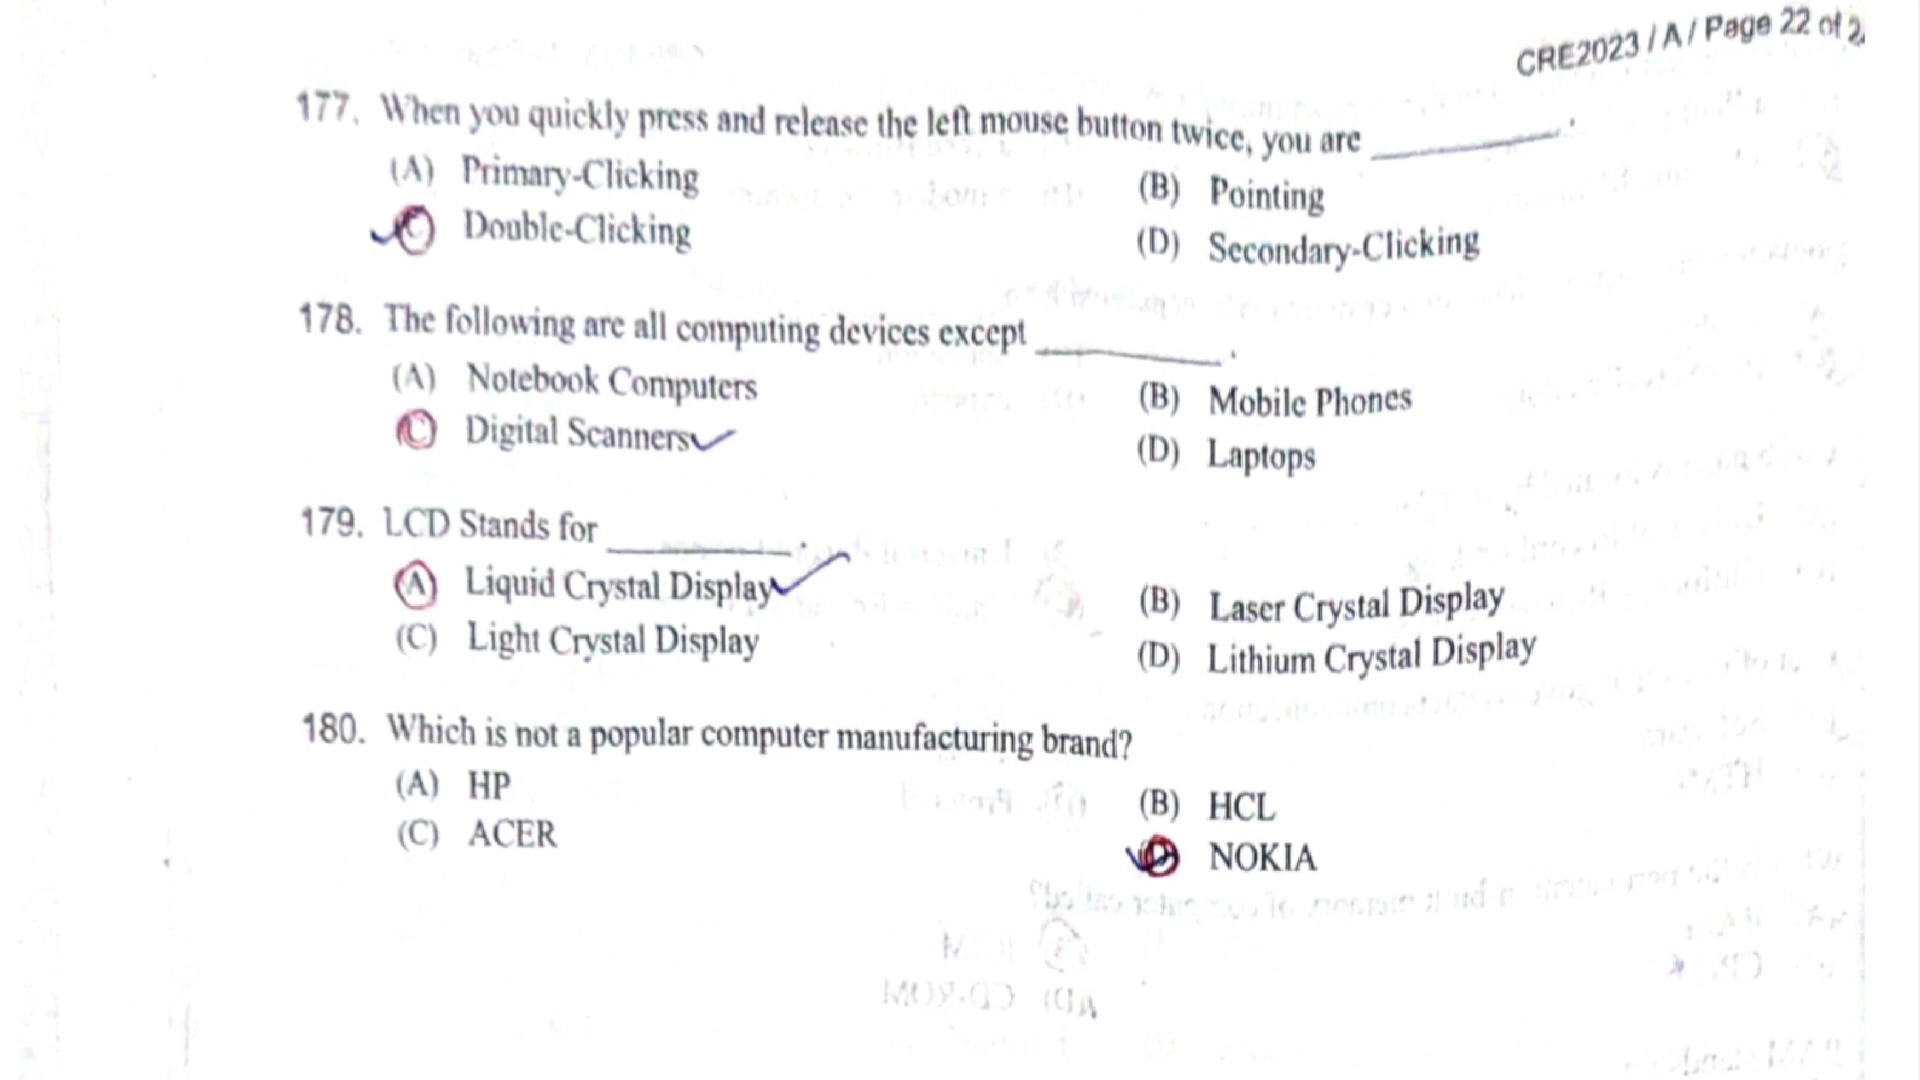 CRE2023 / A / Page 22 of 2
177. When you quickly press and release the left mouse button twice, you are ________.
(A) Primary-Clicking (B) Pointing
(C) Double-Clicking (D) Secondary-Clicking
178. The following are all computing devices except ________.
(A) Notebook Computers (B) Mobile Phones
(C) Digital Scanners (D) Laptops
179. LCD Stands for ________.
(A) Liquid Crystal Display (B) Laser Crystal Display
(C) Light Crystal Display (D) Lithium Crystal Display
180. Which is not a popular computer manufacturing brand?
(A) HP (B) HCL
(C) ACER (D) NOKIA